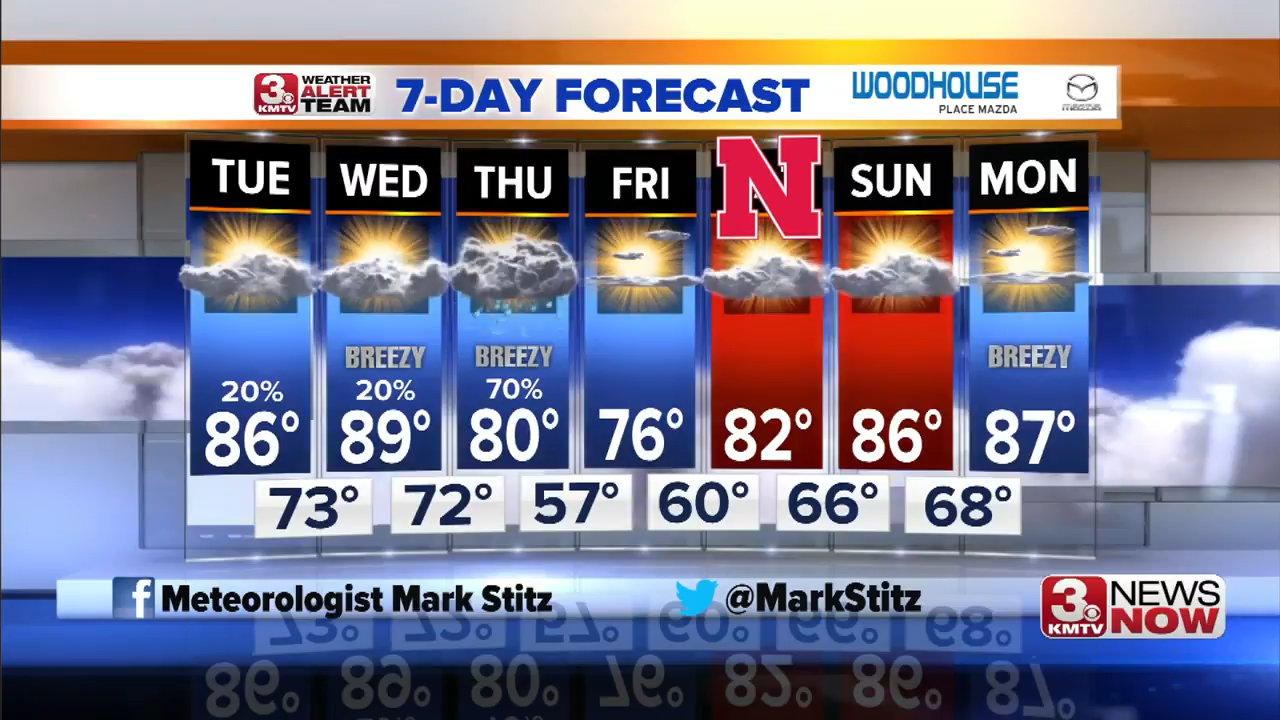 3 KMTV WEATHER ALERT TEAM
7-DAY FORECAST
WOODHOUSE
PLACE MAZDA
mazda
TUE WED THU FRI N SUN MON
BREEZY BREEZY BREEZY
20% 20% 70%
86° 89° 80° 76° 82° 86° 87°
73° 72° 57° 60° 66° 68°
f Meteorologist Mark Stitz @MarkStitz
3 KMTV NEWS NOW